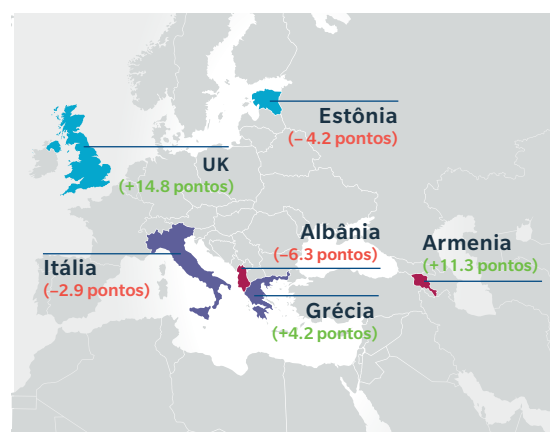 Estônia
(– 4.2 pontos)
UK
(+14.8 pontos)
Albânia
(–6.3 pontos)
Armenia
(+11.3 pontos)
Itália
(–2.9 pontos)
Grécia
(+4.2 pontos)